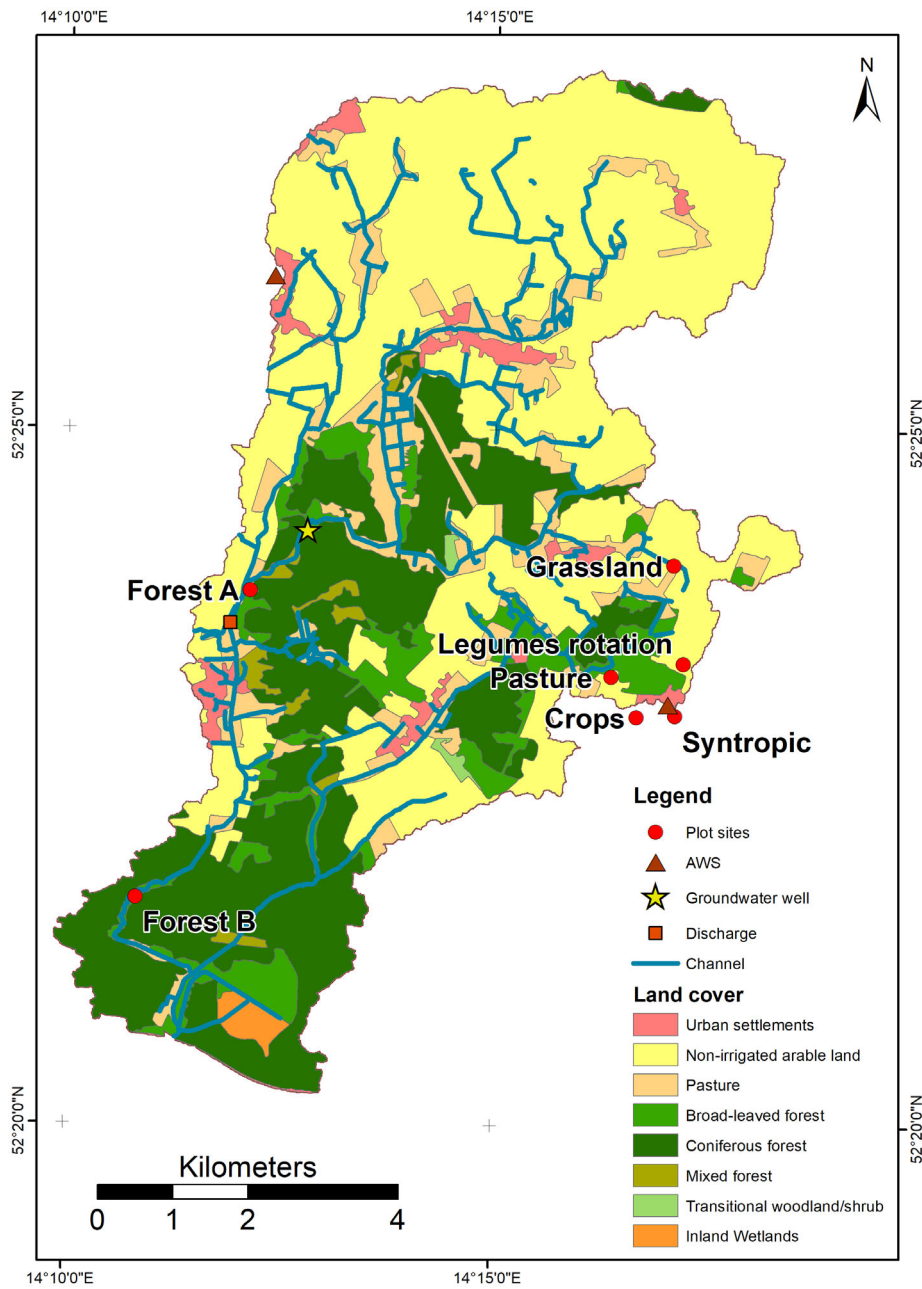 14°10'0"E
14°15'0"E
N
52°25'0"N
52°25'0"N
Grassland
Forest A
Legumes rotation
Pasture
Crops
Syntropic
Legend
Plot sites
AWS
Groundwater well
Forest B
Discharge
Channel
Land cover
Urban settlements
Non-irrigated arable land
Pasture
Broad-leaved forest
52°20'0"N
52°20'0"N
Coniferous forest
Kilometers
Mixed forest
Transitional woodland/shrub
0 1 2 4
Inland Wetlands
14°10'0"E
14°15'0"E